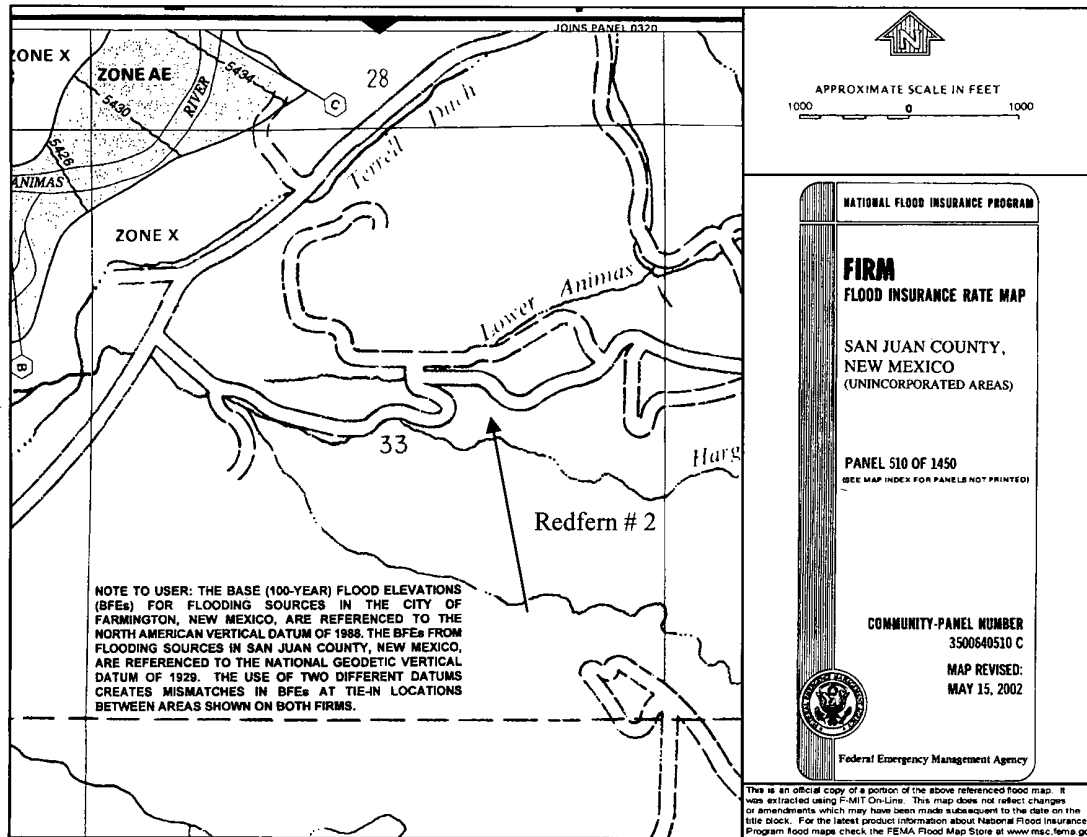 JOINS PANEL 0320
ZONE X
ZONE AE
5434
5430
5426
RIVER
ANIMAS
C
28
Terrell Ditch
ZONE X
Lower Animas
B
33
Harg
Redfern # 2
NOTE TO USER: THE BASE (100-YEAR) FLOOD ELEVATIONS
(BFEs) FOR FLOODING SOURCES IN THE CITY OF
FARMINGTON, NEW MEXICO, ARE REFERENCED TO THE
NORTH AMERICAN VERTICAL DATUM OF 1988. THE BFEs FROM
FLOODING SOURCES IN SAN JUAN COUNTY, NEW MEXICO,
ARE REFERENCED TO THE NATIONAL GEODETIC VERTICAL
DATUM OF 1929. THE USE OF TWO DIFFERENT DATUMS
CREATES MISMATCHES IN BFEs AT TIE-IN LOCATIONS
BETWEEN AREAS SHOWN ON BOTH FIRMS.
N
APPROXIMATE SCALE IN FEET
1000 0 1000
NATIONAL FLOOD INSURANCE PROGRAM
FIRM
FLOOD INSURANCE RATE MAP
SAN JUAN COUNTY,
NEW MEXICO
(UNINCORPORATED AREAS)
PANEL 510 OF 1450
(SEE MAP INDEX FOR PANELS NOT PRINTED)
COMMUNITY-PANEL NUMBER
3500640510 C
MAP REVISED:
MAY 15, 2002
Federal Emergency Management Agency
This is an official copy of a portion of the above referenced flood map. It
was extracted using F-MIT On-Line. This map does not reflect changes
or amendments which may have been made subsequent to the date on the
title block. For the latest product information about National Flood Insurance
Program flood maps check the FEMA Flood Map Store at www.msc.fema.go